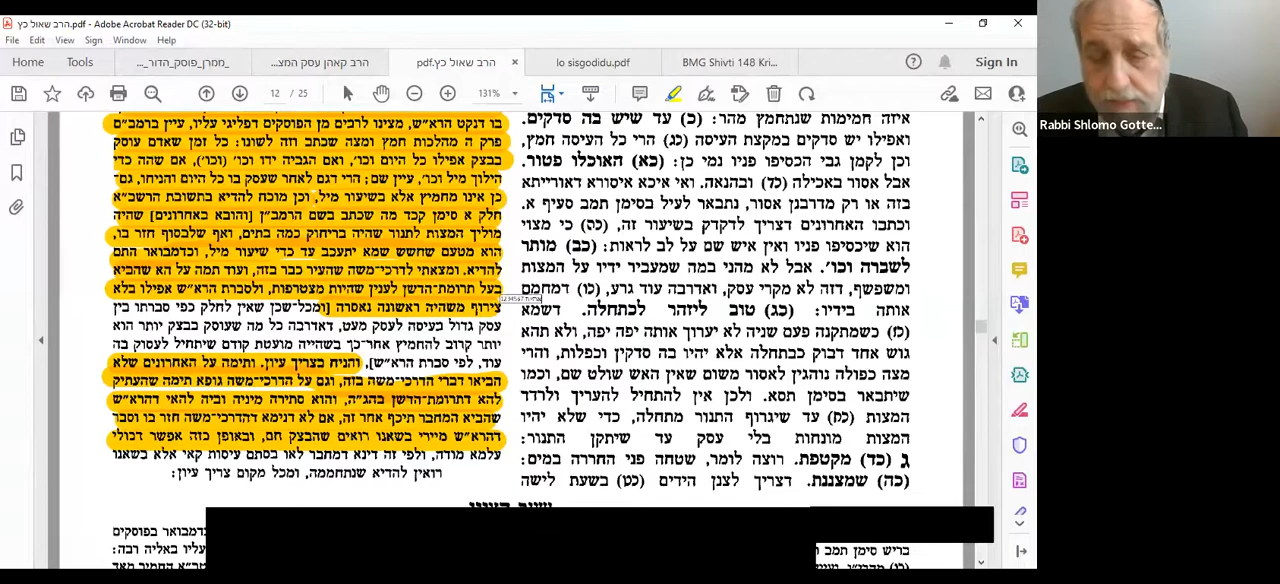 הרב שאול כץ.pdf - Adobe Acrobat Reader DC (32-bit)
File Edit View Sign Window Help
Home Tools
ממרן_פוסק_הדור_...
הרב קאהן עסק המצ...
הרב שאול כץ.pdf
lo sisgodidu.pdf
BMG Shivti 148 Kri...
Sign In
12 / 25
131%
Rabbi Shlomo Gotte...
איזה חמימות שנתחמץ מהר: (כ) עד שיש בה סדקים.
ואפילו יש סדקים במקצת העיסה (כג) הרי כל העיסה חמץ,
וכן לקמן גבי הכסיפו פניו נמי כן: (כא) האוכלו פטור.
אבל אסור באכילה (כד) ובהנאה. ואי איכא איסורא דאורייתא
בזה או רק מדרבנן אסור, נתבאר לעיל בסימן תמב סעיף א.
וכתבו האחרונים דצריך לדקדק בשיעור זה, (כה) כי מצוי
הוא שיכסיפו פניו ואין איש שם על לב לראות: (כב) מותר
לשברה וכו׳. אבל לא מהני במה שמעביר ידיו על המצות
ומשפשף, דזה לא מקרי עסק, ואדרבה עוד גרע, (כו) דמחמם
אותה בידיו: (כג) טוב ליזהר לכתחלה. דשמא
(כז) כשמתקנה פעם שניה לא יערוך אותה יפה יפה, ולא תהא
גוש אחד דבוק כבתחלה אלא יהיו בה סדקין וכפלות, והרי
מצה כפולה נוהגין לאסור משום שאין האש שולט שם, וכמו
שיתבאר בסימן תסא. ולכן אין להתחיל להעריך ולרדד
המצות (כח) עד שיגרוף התנור מתחלה, כדי שלא יהיו
המצות מונחות בלי עסק עד שיתקן התנור:
ג (כד) מקטפת. רוצה לומר, שטחה פני החררה במים:
(כה) שמצננת. דצריך לצנן הידים (כט) בשעת לישה
בו דנקט הרא״ש, מצינו לרבים מן הפוסקים דפליגי עליו, עיין ברמב״ם
פרק ה מהלכות חמץ ומצה שכתב וזה לשונו: כל זמן שאדם עוסק
בבצק אפילו כל היום וכו׳, ואם הגביה ידו וכו׳ (וכו׳), אם שהה כדי
הילוך מיל וכו׳, עיין שם; הרי דגם לאחר שעסק בו כל היום והניחו, גם־
כן אינו מחמיץ אלא בשיעור מיל, וכן מוכח להדיא בתשובת הרשב״א
חלק א סימן קכד מה שכתב בשם הרמב״ן [והובא באחרונים] שהיה
מוליך המצות לתנור שהיה בריחוק כמה בתים, ואף שלבסוף חזר בו,
הוא מטעם שחשש שמא יתעכב עד כדי שיעור מיל, וכדמבואר התם
להדיא. ומצאתי לדרכי־משה שהעיר כבר בזה, ועוד תמה על הא שהביא
בעל תרומת־הדשן לענין שהיות מצטרפות, ולסברת הרא״ש אפילו בלא
צירוף משהיה ראשונה נאסרה [ומכל־שכן שאין לחלק כפי סברתו בין
עסק גדול בעיסה לעסק מעט, דאדרבה כל מה שעוסק בבצק יותר הוא
יותר קרוב להחמיץ אחר־כך בשהייה מועטת קודם שיתחיל לעסוק בה
עוד, לפי סברת הרא״ש], והניח בצריך עיון. ותימה על האחרונים שלא
הביאו דברי הדרכי־משה בזה, וגם על הדרכי־משה גופא תימה שהעתיק
להא דתרומת־הדשן בהג״ה, והוא סתירה מיניה וביה להאי דהרא״ש
שהביא המחבר תיכף אחר זה, אם לא דנימא דהדרכי־משה חזר בו וסבר
דהרא״ש מיירי בשאנו רואים שהבצק חם, ובאופן כזה אפשר דכולי
עלמא מודה, ולפי זה דינא דמחבר לאו בסתם עיסות קאי אלא בשאנו
רואין להדיא שנתחממה, ומכל מקום צריך עיון: